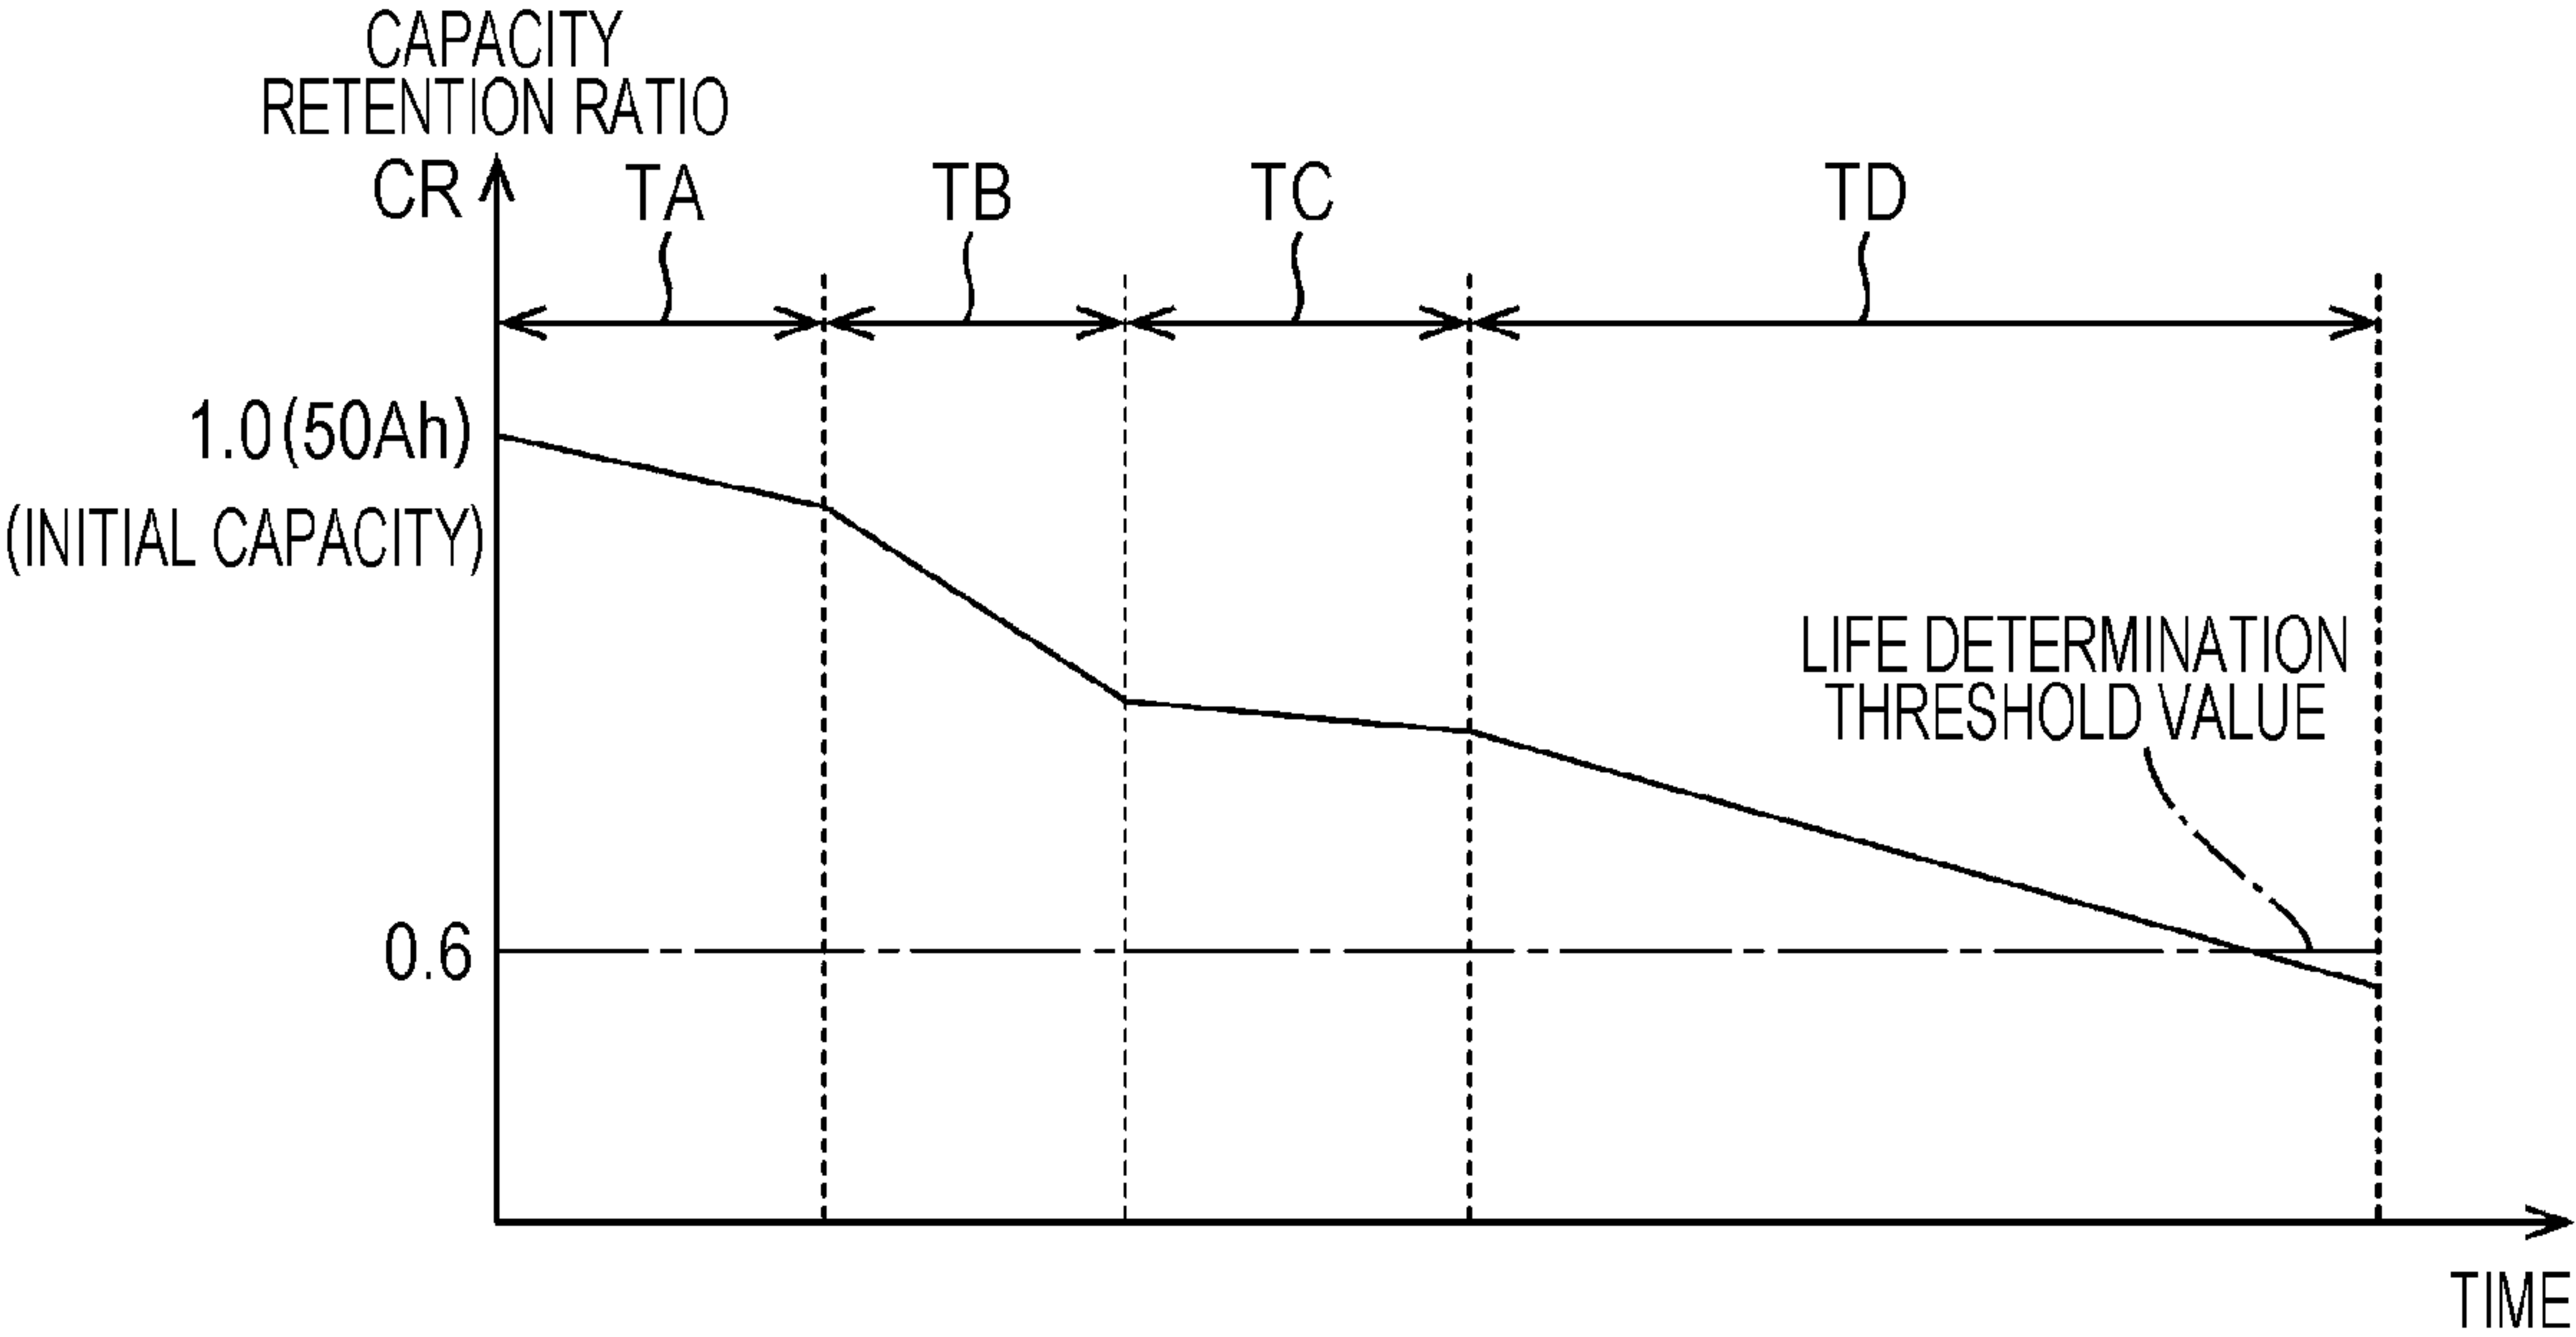 CAPACITY
RETENTION RATIO
CR
TA
TB
TC
TD
1.0(50Ah)
(INITIAL CAPACITY)
LIFE DETERMINATION
THRESHOLD VALUE
0.6
TIME